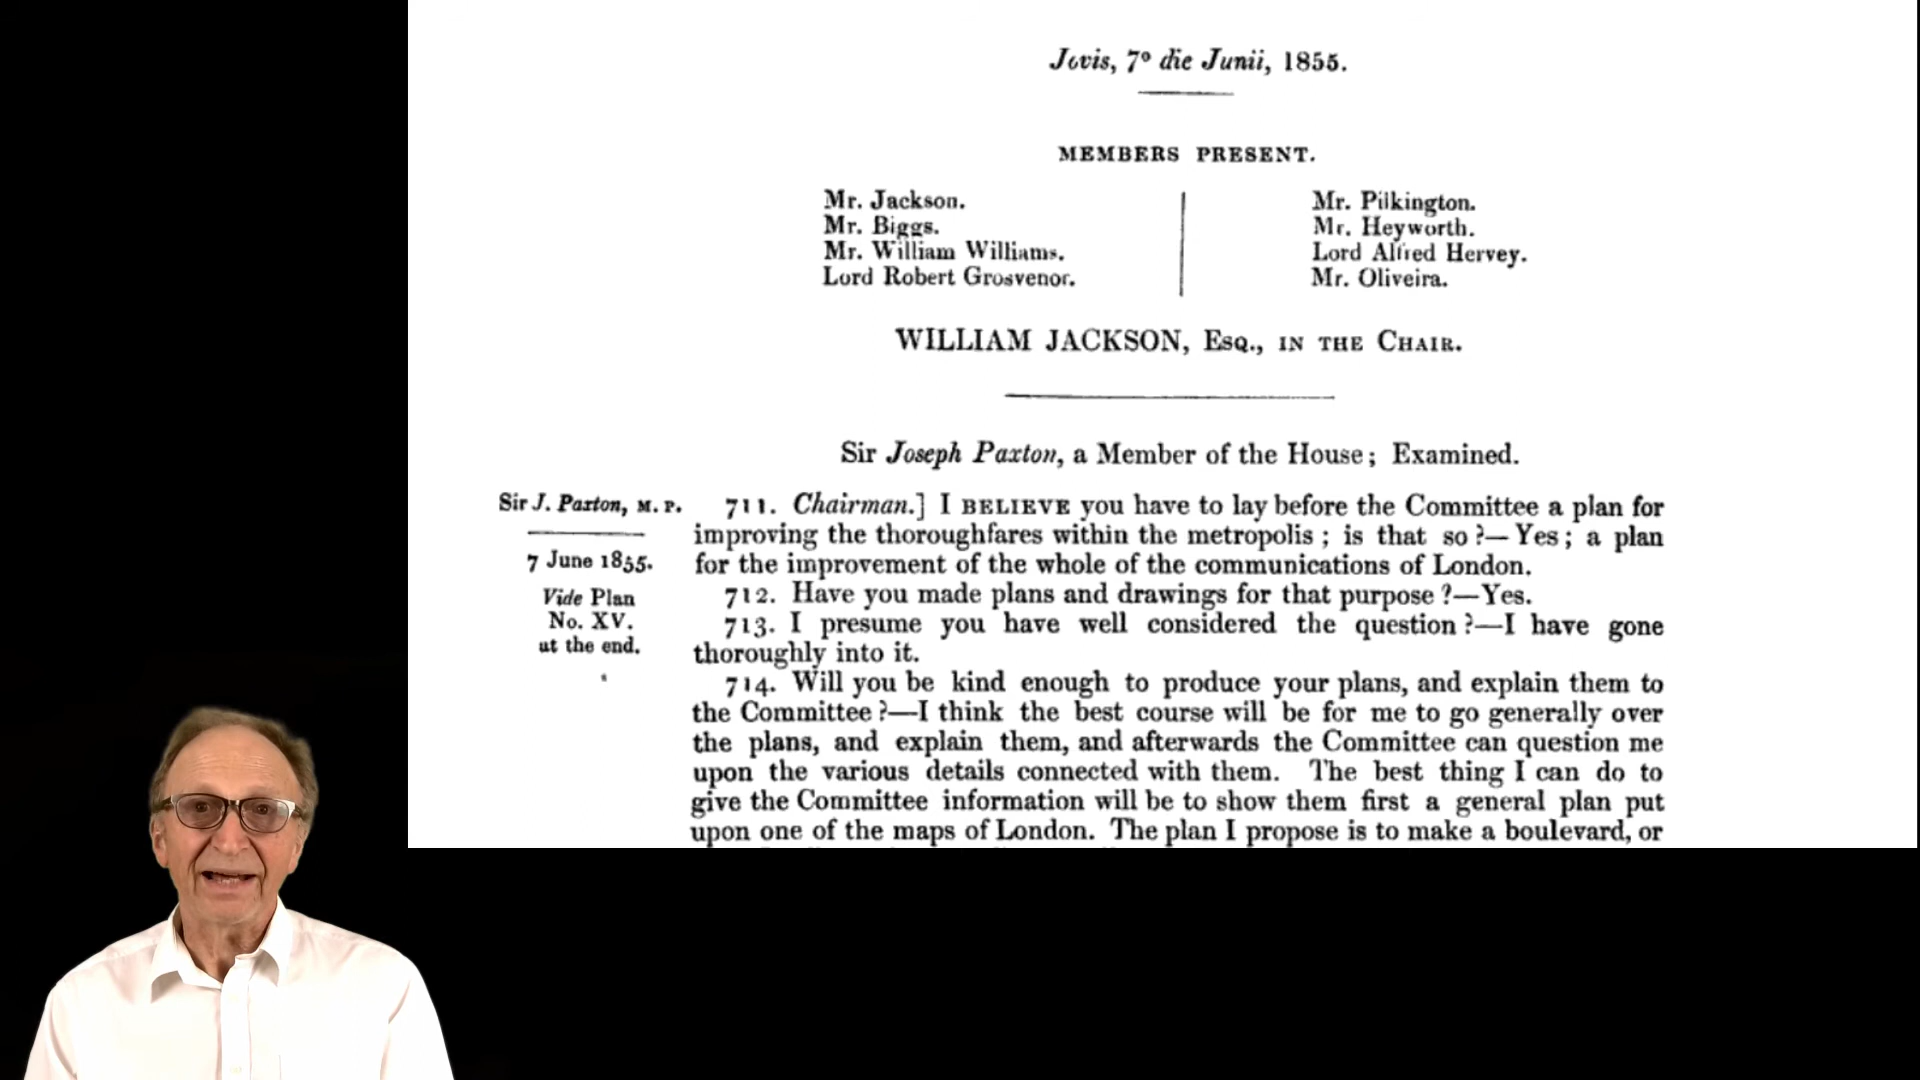 Jovis, 7º die Junii, 1855.
MEMBERS PRESENT.
Mr. Jackson.
Mr. Biggs.
Mr. William Williams.
Lord Robert Grosvenor.
Mr. Pilkington.
Mr. Heyworth.
Lord Alfred Hervey.
Mr. Oliveira.
WILLIAM JACKSON, Esq., IN THE CHAIR.
Sir Joseph Paxton, a Member of the House; Examined.
Sir J. Paxton, M. P.
7 June 1855.
Vide Plan
No. XV.
at the end.
711. Chairman.] I BELIEVE you have to lay before the Committee a plan for
improving the thoroughfares within the metropolis; is that so?—Yes; a plan
for the improvement of the whole of the communications of London.
712. Have you made plans and drawings for that purpose?—Yes.
713. I presume you have well considered the question?—I have gone
thoroughly into it.
714. Will you be kind enough to produce your plans, and explain them to
the Committee?—I think the best course will be for me to go generally over
the plans, and explain them, and afterwards the Committee can question me
upon the various details connected with them. The best thing I can do to
give the Committee information will be to show them first a general plan put
upon one of the maps of London. The plan I propose is to make a boulevard, or